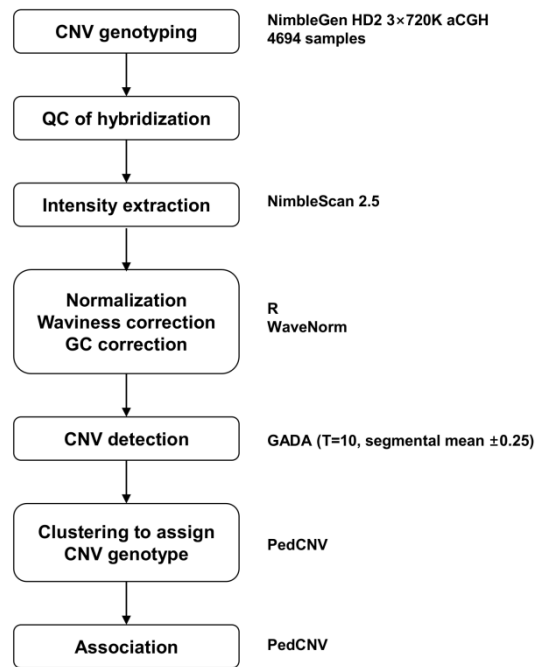 CNV genotyping
NimbleGen HD2 3×720K aCGH
4694 samples
QC of hybridization
Intensity extraction
NimbleScan 2.5
Normalization
Waviness correction
GC correction
R
WaveNorm
CNV detection
GADA (T=10, segmental mean ±0.25)
Clustering to assign
CNV genotype
PedCNV
Association
PedCNV